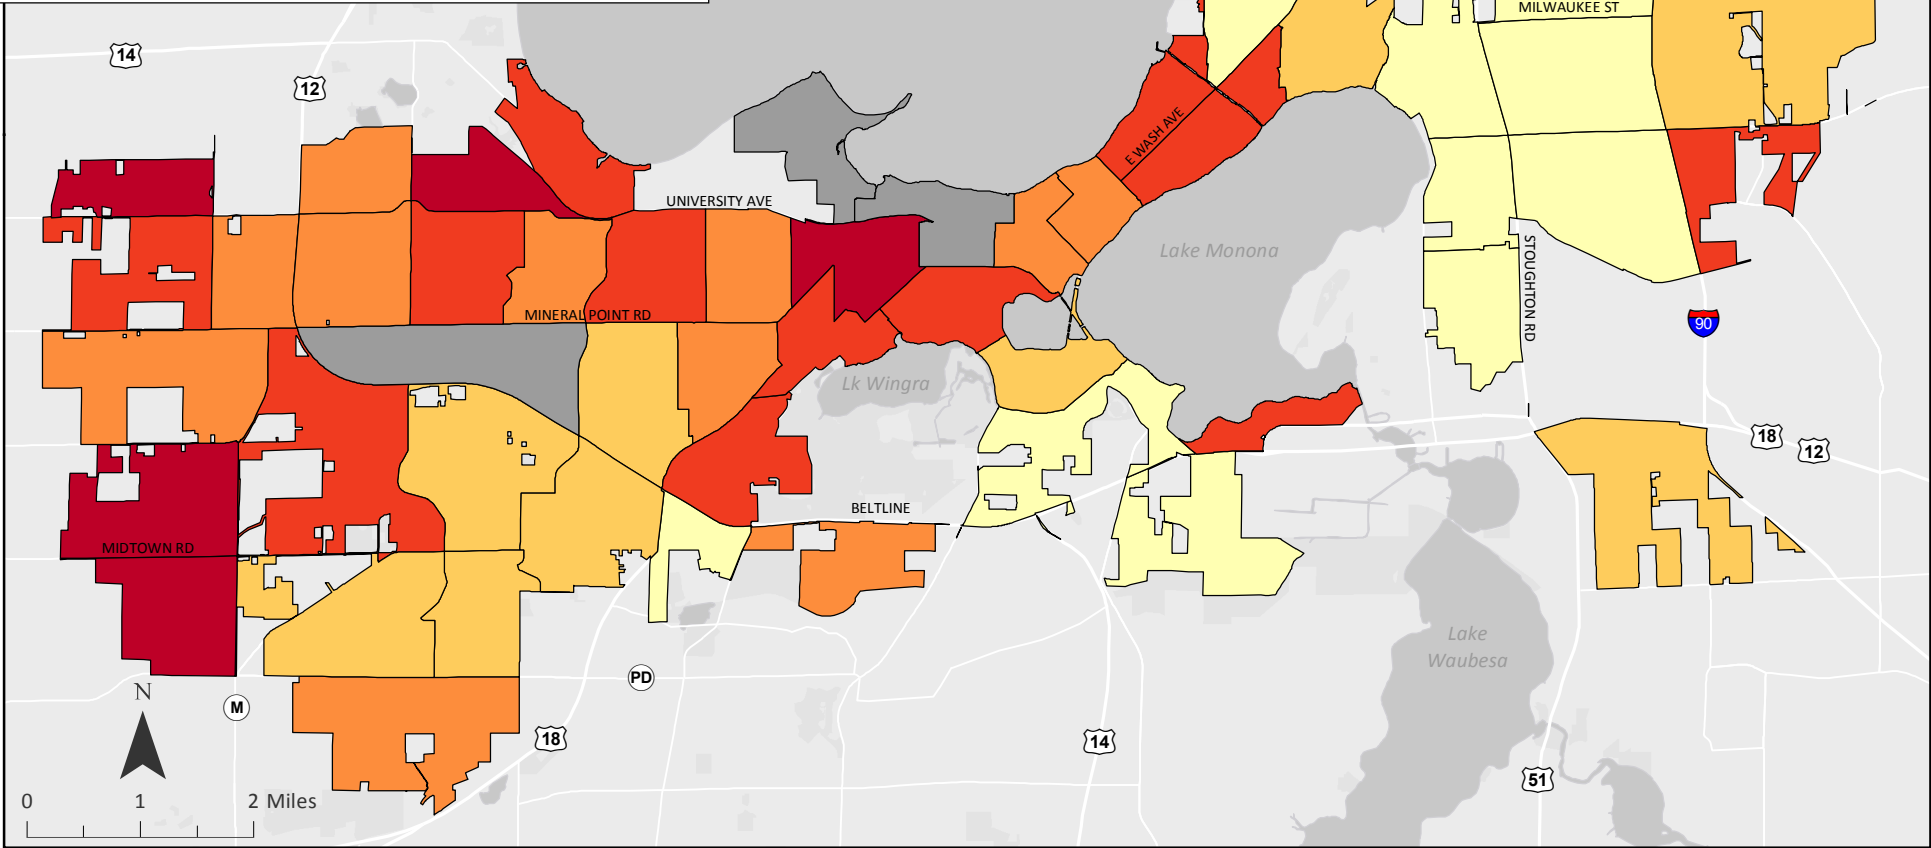 MILWAUKEE ST
14
12
E WASH AVE
UNIVERSITY AVE
Lake Monona
STOUGHTON RD
MINERAL POINT RD
90
Lk Wingra
18
12
BELTLINE
MIDTOWN RD
Lake
Waubesa
PD
N
M
18
14
51
0 1 2 Miles